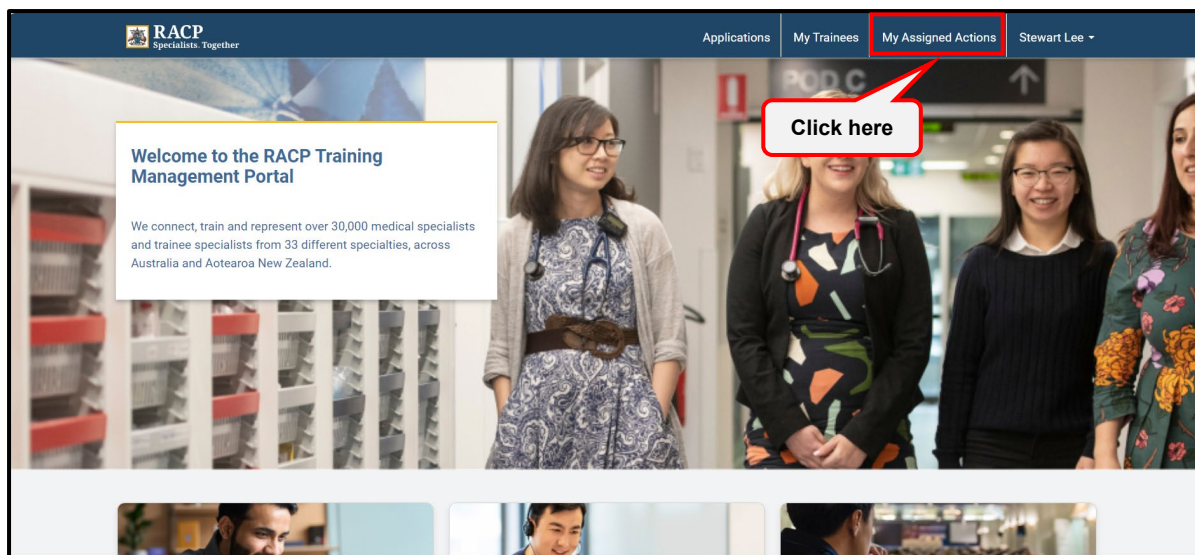 RACP
Specialists. Together
Applications
My Trainees
My Assigned Actions
Stewart Lee
POD C
Click here
Welcome to the RACP Training
Management Portal
We connect, train and represent over 30,000 medical specialists
and trainee specialists from 33 different specialties, across
Australia and Aotearoa New Zealand.